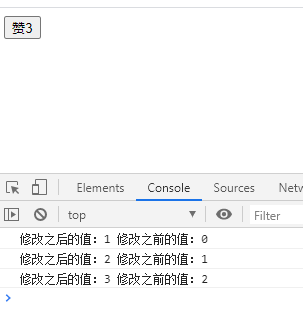 赞3
Elements Console Sources Netw
top Filter
修改之后的值: 1 修改之前的值: 0
修改之后的值: 2 修改之前的值: 1
修改之后的值: 3 修改之前的值: 2